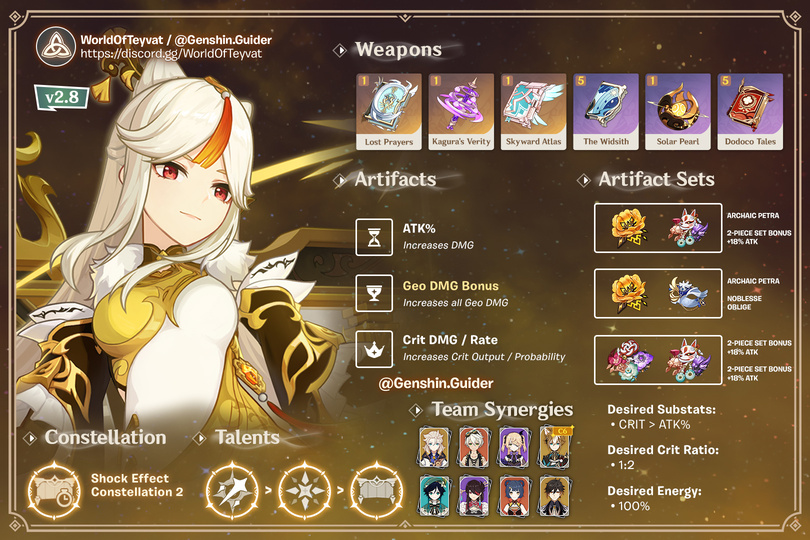 WorldOfTeyvat / @Genshin.Guider
https://discord.gg/WorldOfTeyvat
v2.8
Weapons
1
1
1
5
1
5
Lost Prayers
Kagura's Verity
Skyward Atlas
The Widsith
Solar Pearl
Dodoco Tales
Artifacts
ATK%
Increases DMG
Geo DMG Bonus
Increases all Geo DMG
Crit DMG / Rate
Increases Crit Output / Probability
@Genshin.Guider
Artifact Sets
ARCHAIC PETRA
2-PIECE SET BONUS
+18% ATK
ARCHAIC PETRA
NOBLESSE
OBLIGE
2-PIECE SET BONUS
+18% ATK
2-PIECE SET BONUS
+18% ATK
Constellation
Shock Effect
Constellation 2
Talents
>
>
Team Synergies
C6
Desired Substats:
• CRIT > ATK%
Desired Crit Ratio:
• 1:2
Desired Energy:
• 100%